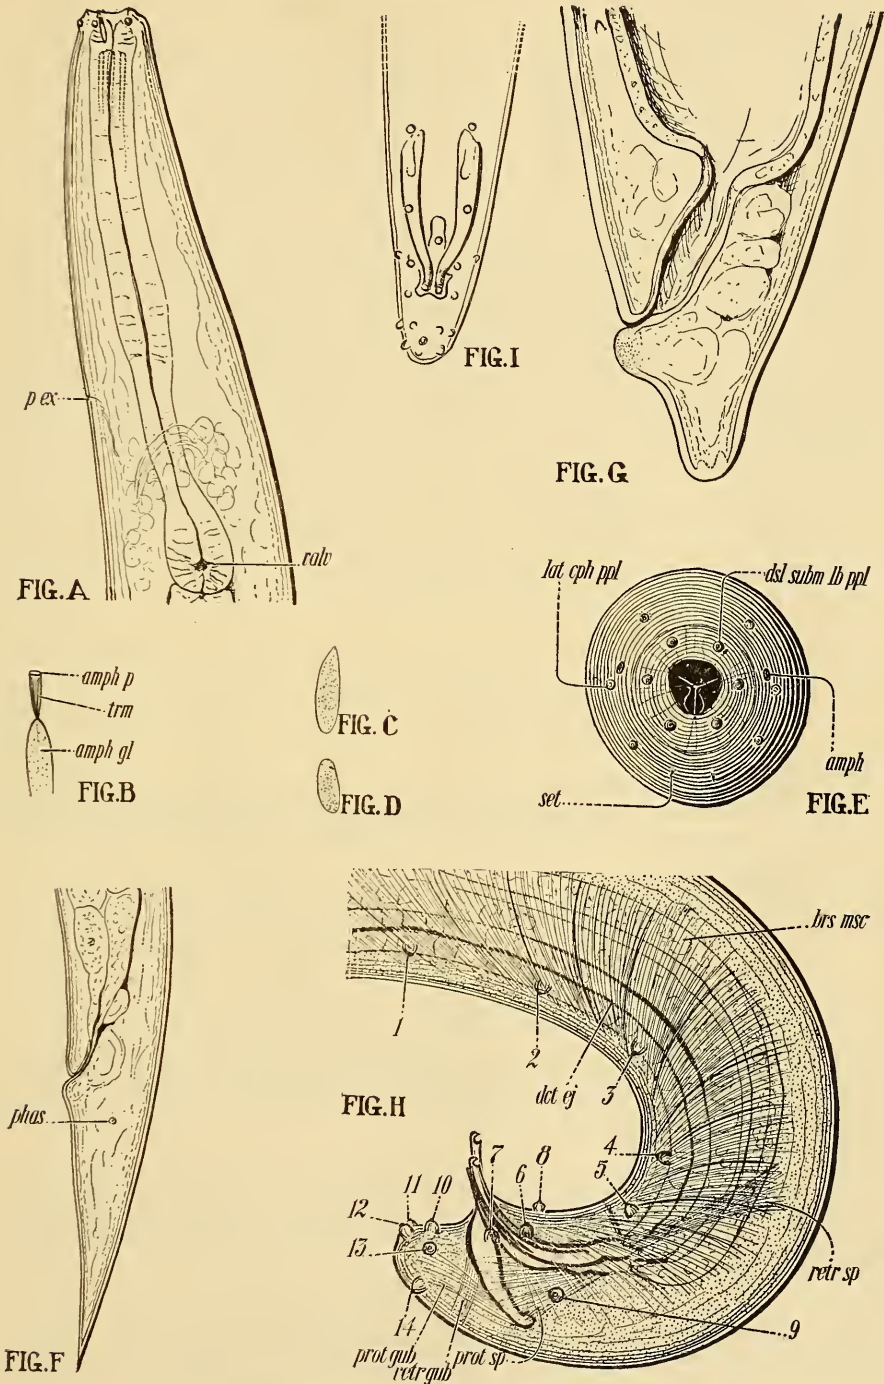 FIG. I
FIG. G
p ex
valv
FIG. A
lat cph ppl
dsl subm lb ppl
amph p
trm
amph gl
FIG. B
FIG. C
FIG. D
amph
set
FIG. E
brs msc
1
2
dct ej
3
FIG. H
phas
4
7
6
8
5
12
11
10
13
retr sp
14
9
prot gub
retr gub
prot sp
FIG. F